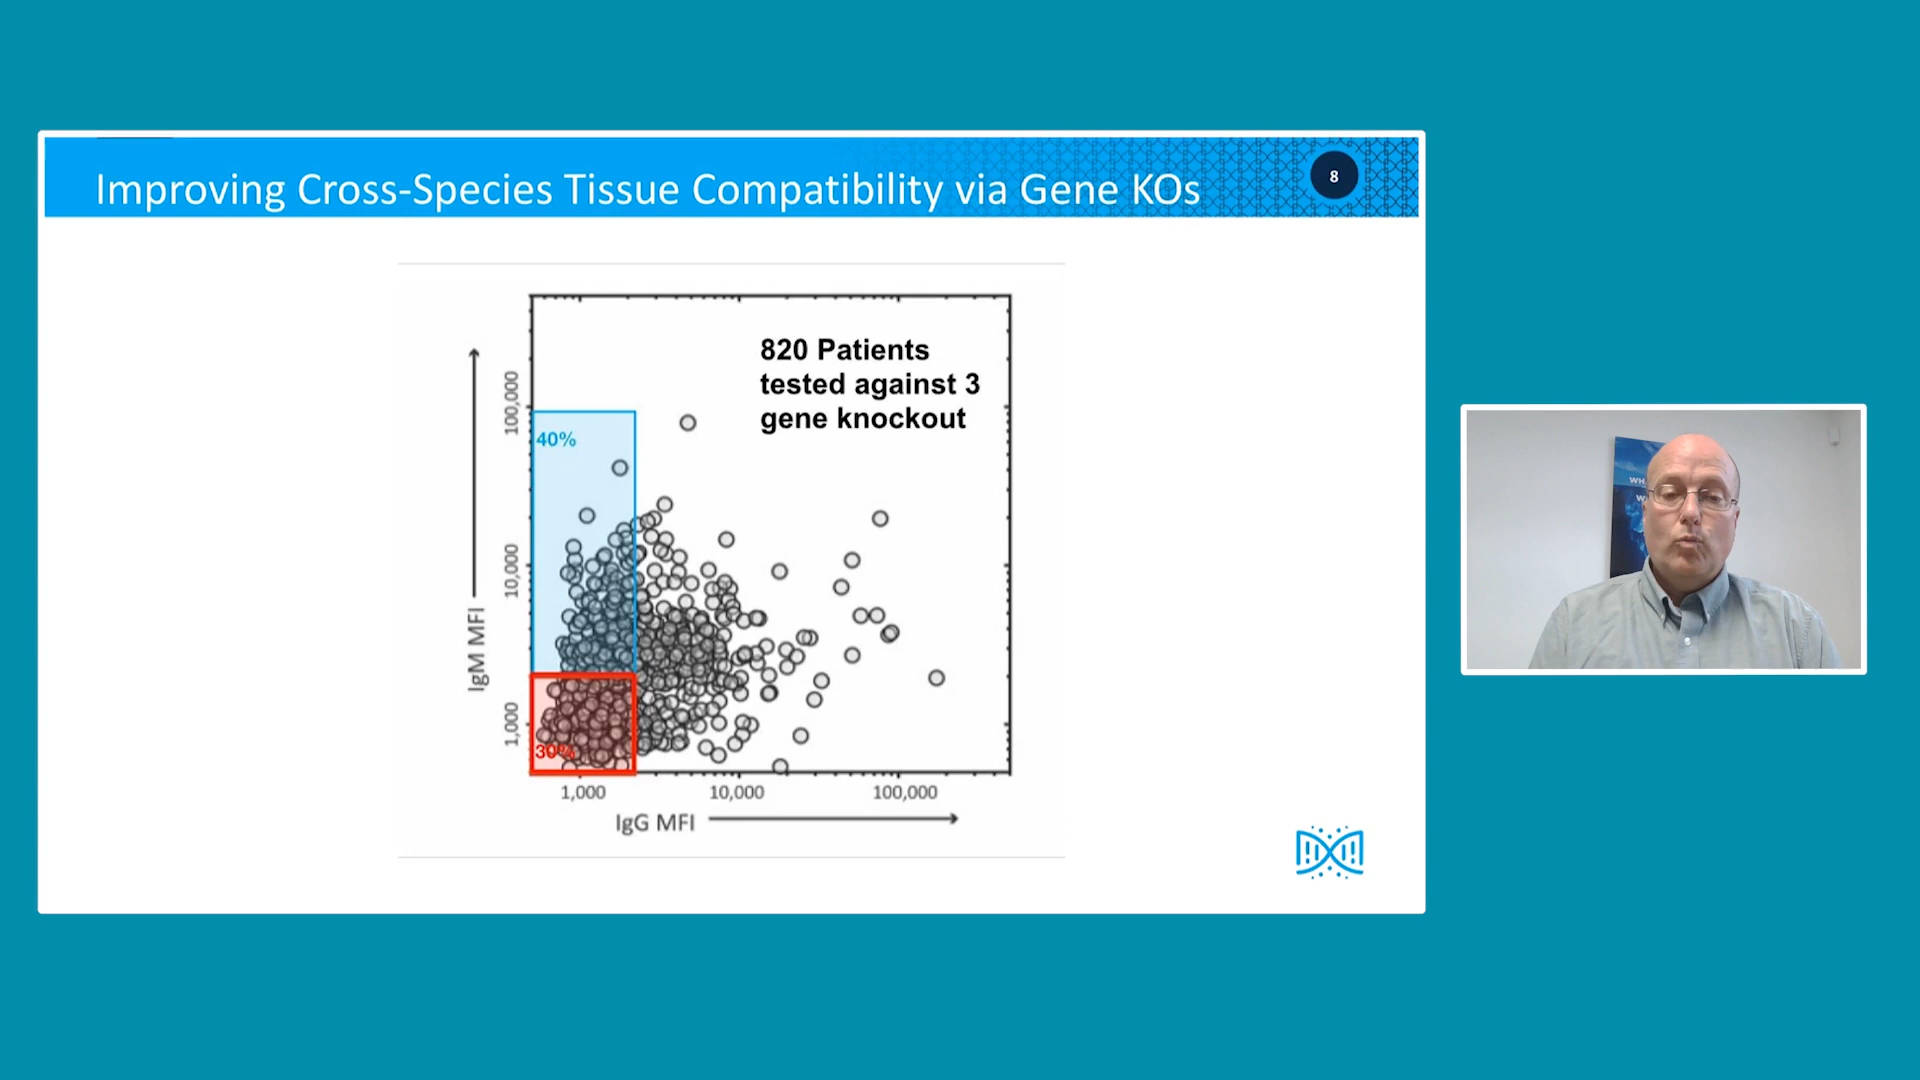 Improving Cross-Species Tissue Compatibility via Gene KOs
8
820 Patients
tested against 3
gene knockout
40%
30%
100,000
10,000
1,000
IgM MFI
1,000
10,000
100,000
IgG MFI
WH
W